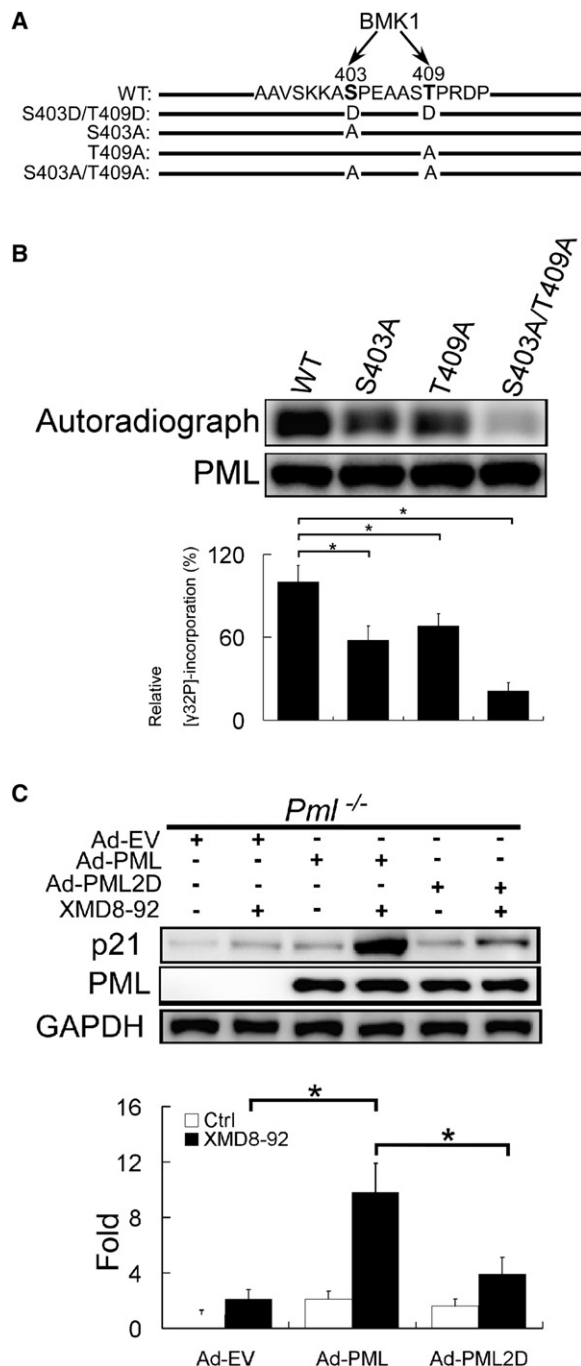 A
BMK1
403 409
WT: AAVSKKASPEAASTPRDP
S403D/T409D: D D
S403A: A
T409A: A
S403A/T409A: A A
B
WT S403A T409A S403A/T409A
Autoradiograph
PML
* * *
Relative
[γ32P]-incorporation (%)
120
60
0
C
Pml -/-
Ad-EV + + - - - -
Ad-PML - - + + - -
Ad-PML2D - - - - + +
XMD8-92 - + - + - +
p21
PML
GAPDH
* *
Fold
16
12
8
4
0
Ctrl
XMD8-92
Ad-EV Ad-PML Ad-PML2D